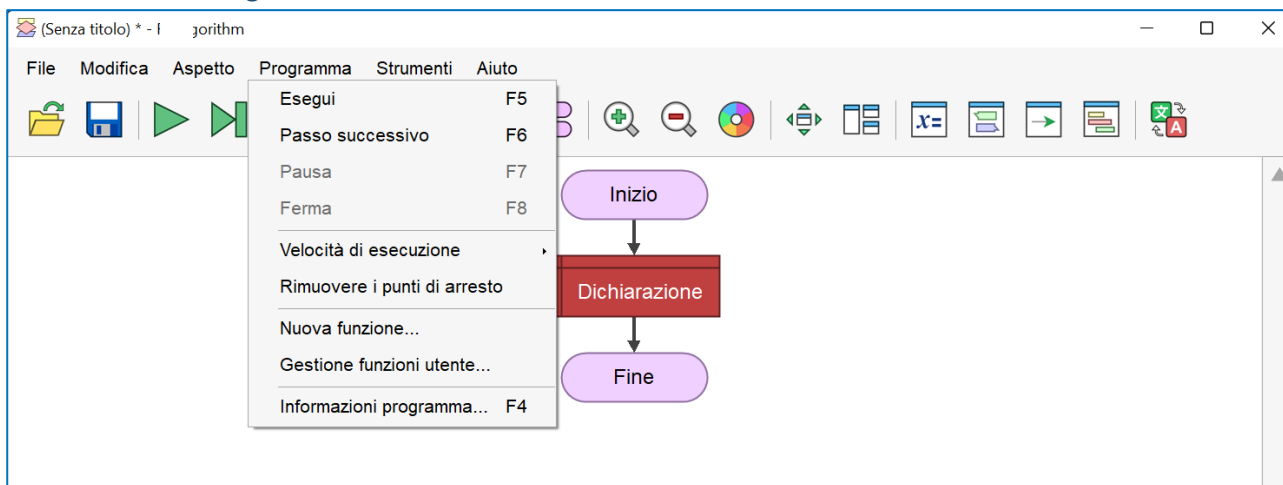 (Senza titolo) * - gorithm
File Modifica Aspetto Programma Strumenti Aiuto
Esegui F5
Passo successivo F6
Pausa F7
Ferma F8
Velocità di esecuzione
Rimuovere i punti di arresto
Nuova funzione...
Gestione funzioni utente...
Informazioni programma... F4
x=
文
A
Inizio
Dichiarazione
Fine